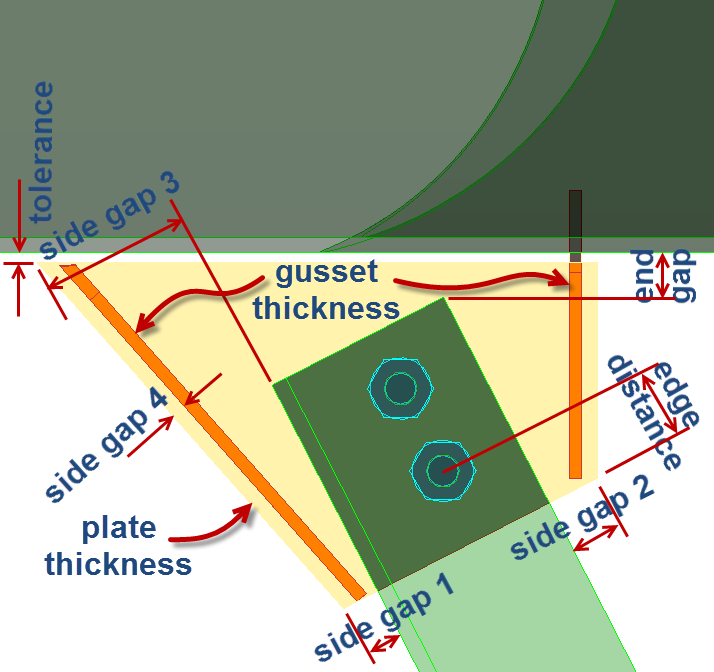 tolerance
side gap 3
gusset
thickness
end
gap
edge
distance
side gap 4
plate
thickness
side gap 2
side gap 1